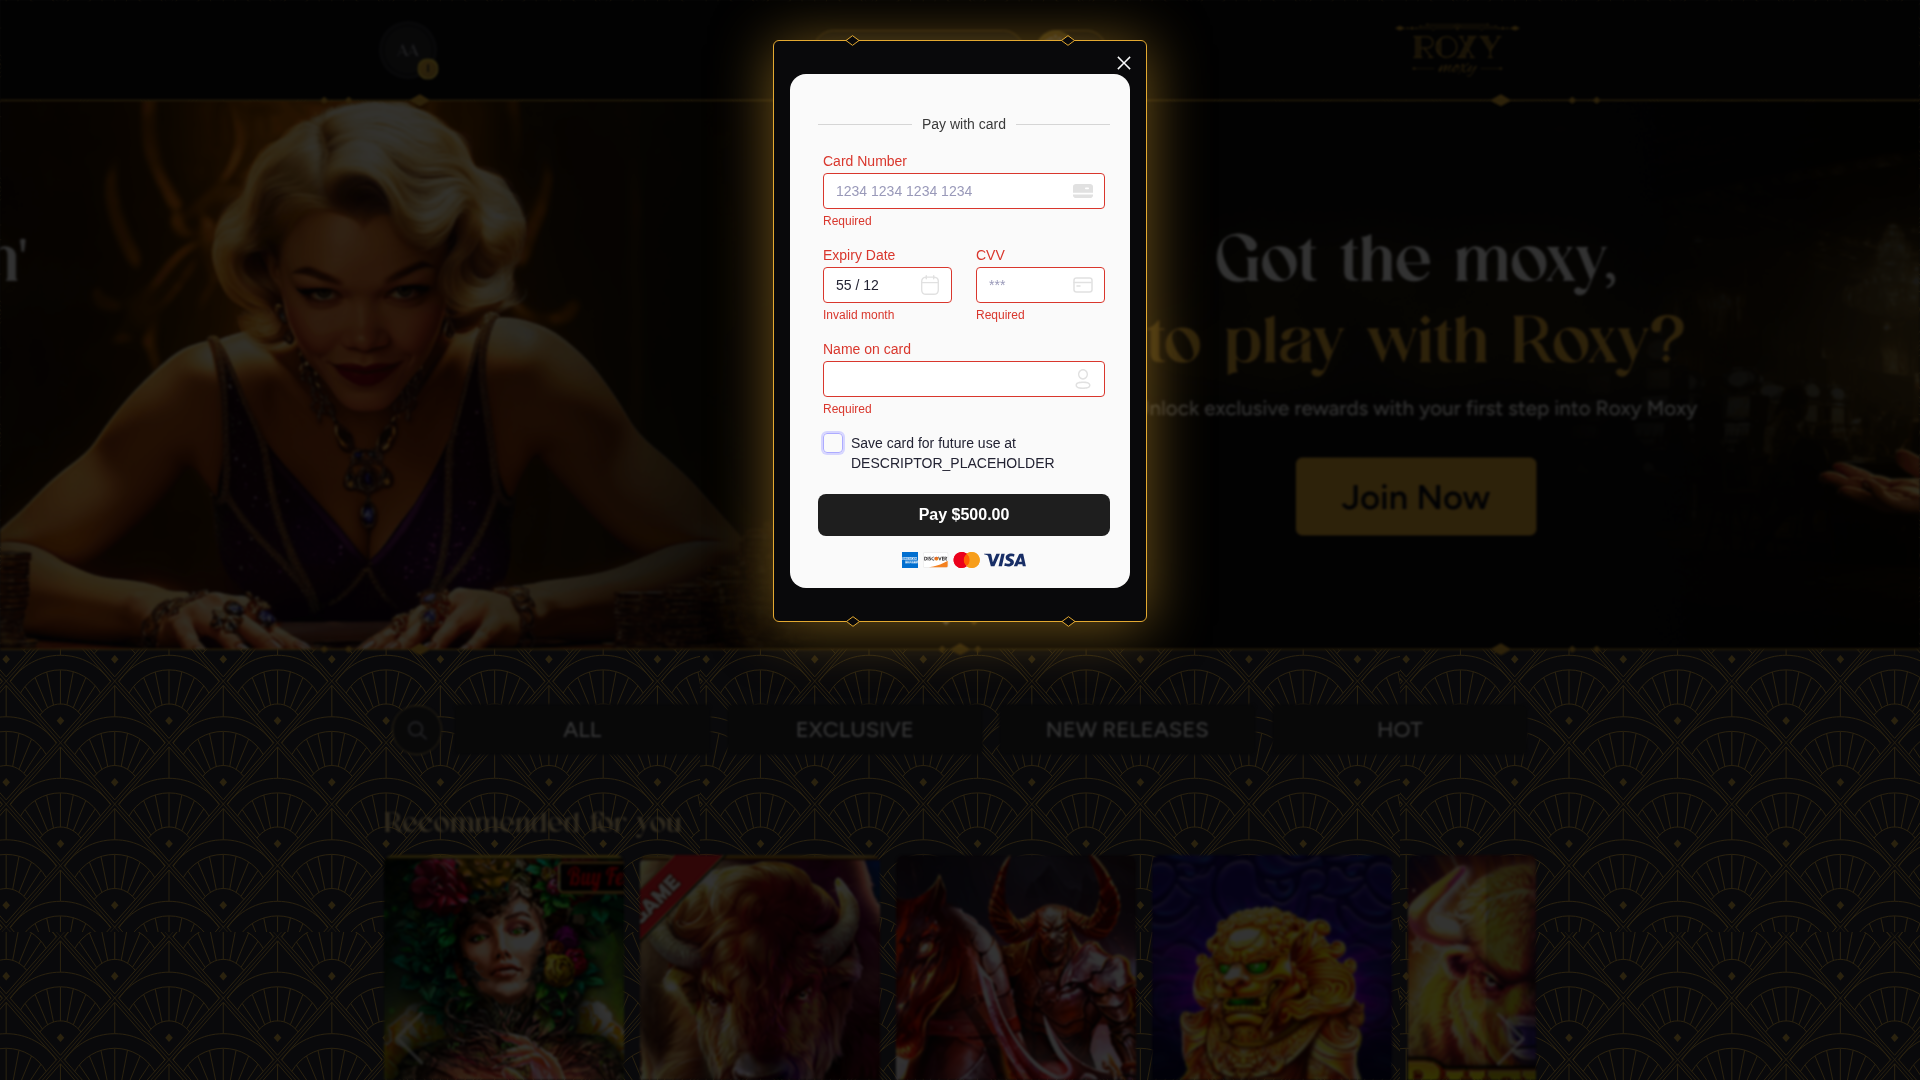 AA
ROXY
moxy
Pay with card
Card Number
1234 1234 1234 1234
Required
Expiry Date
CVV
55 / 12
***
Invalid month
Required
Name on card
Required
Save card for future use at
DESCRIPTOR_PLACEHOLDER
Pay $500.00
DISCOVER
VISA
n'
Got the moxy,
to play with Roxy?
nlock exclusive rewards with your first step into Roxy Moxy
Join Now
ALL
EXCLUSIVE
NEW RELEASES
HOT
Recommended for you
Buy Fe
GAME